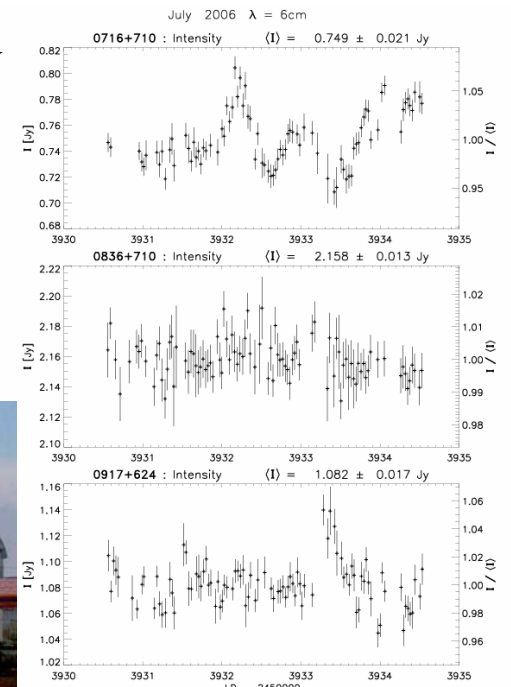 July 2006 λ = 6cm
0716+710 : Intensity ⟨I⟩ = 0.749 ± 0.021 Jy
0.82
0.80
0.78
0.76
0.74
0.72
0.70
0.68
I [Jy]
1.05
1.00
0.95
I / ⟨I⟩
3930 3931 3932 3933 3934 3935
0836+710 : Intensity ⟨I⟩ = 2.158 ± 0.013 Jy
2.22
2.20
2.18
2.16
2.14
2.12
2.10
I [Jy]
1.02
1.01
1.00
0.99
0.98
I / ⟨I⟩
3930 3931 3932 3933 3934 3935
0917+624 : Intensity ⟨I⟩ = 1.082 ± 0.017 Jy
1.16
1.14
1.12
1.10
1.08
1.06
1.04
1.02
I [Jy]
1.06
1.04
1.02
1.00
0.98
0.96
I / ⟨I⟩
3930 3931 3932 3933 3934 3935